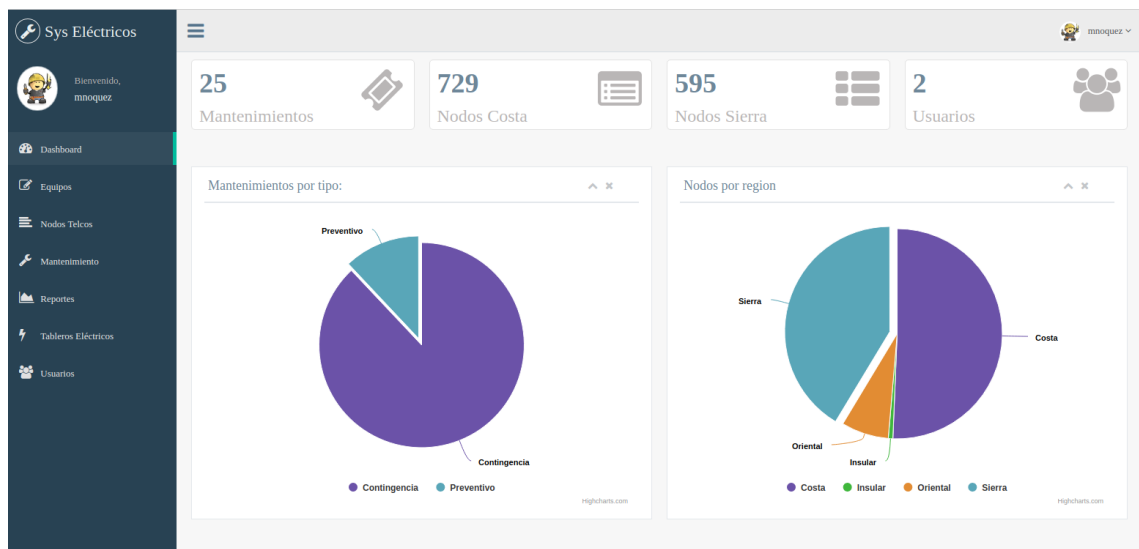 Sys Eléctricos
mnoquez
Bienvenido,
mnoquez
Dashboard
Equipos
Nodos Telcos
Mantenimiento
Reportes
Tableros Eléctricos
Usuarios
25
Mantenimientos
729
Nodos Costa
595
Nodos Sierra
2
Usuarios
Mantenimientos por tipo:
Preventivo
Contingencia
Contingencia Preventivo
Highcharts.com
Nodos por region
Sierra
Costa
Oriental
Insular
Costa Insular Oriental Sierra
Highcharts.com